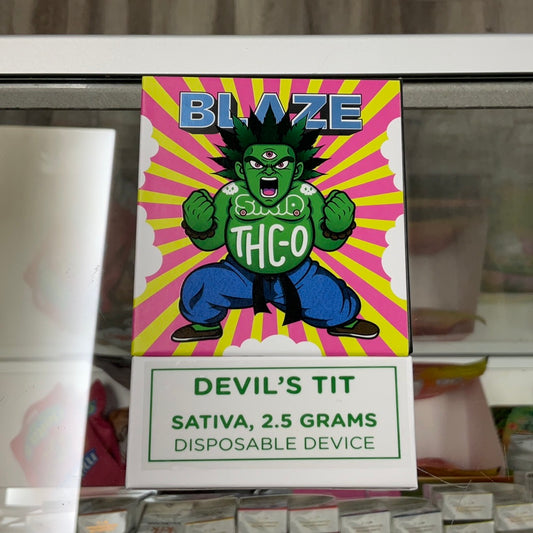 BLAZE
THC-O
DEVIL'S TIT
SATIVA, 2.5 GRAMS
DISPOSABLE DEVICE